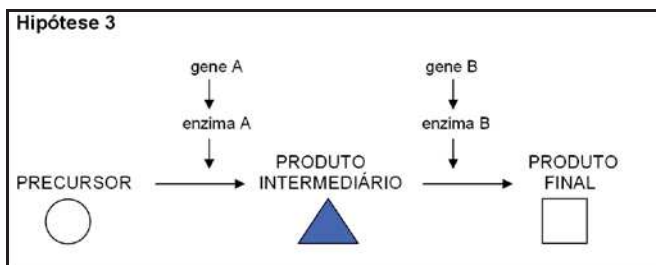 Hipótese 3
gene A gene B
enzima A enzima B
PRODUTO PRODUTO
PRECURSOR INTERMEDIÁRIO FINAL